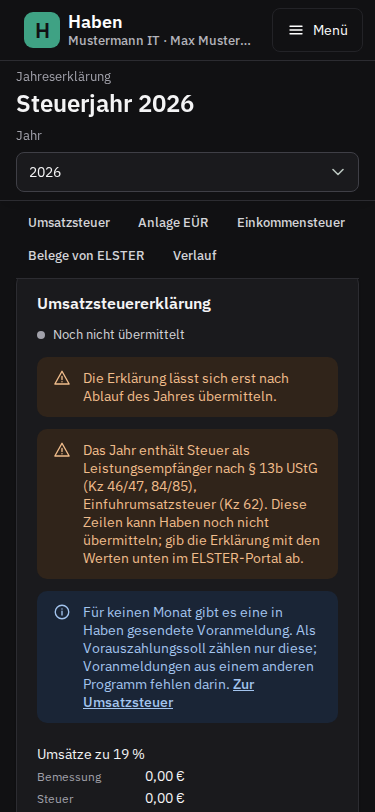 H
Haben
Mustermann IT · Max Muster...
Menü
Jahreserklärung
Steuerjahr 2026
Jahr
2026
Umsatzsteuer Anlage EÜR Einkommensteuer
Belege von ELSTER Verlauf
Umsatzsteuererklärung
Noch nicht übermittelt
Die Erklärung lässt sich erst nach
Ablauf des Jahres übermitteln.
Das Jahr enthält Steuer als
Leistungsempfänger nach § 13b UStG
(Kz 46/47, 84/85),
Einfuhrumsatzsteuer (Kz 62). Diese
Zeilen kann Haben noch nicht
übermitteln; gib die Erklärung mit den
Werten unten im ELSTER-Portal ab.
Für keinen Monat gibt es eine in
Haben gesendete Voranmeldung. Als
Vorauszahlungssoll zählen nur diese;
Voranmeldungen aus einem anderen
Programm fehlen darin. Zur
Umsatzsteuer
Umsätze zu 19 %
Bemessung 0,00 €
Steuer 0,00 €